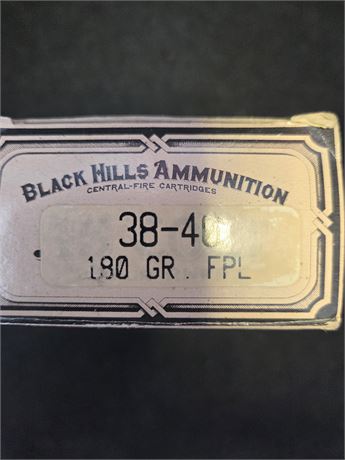 BLACK HILLS AMMUNITION
CENTRAL-FIRE CARTRIDGES
38-40
180 GR. FPL